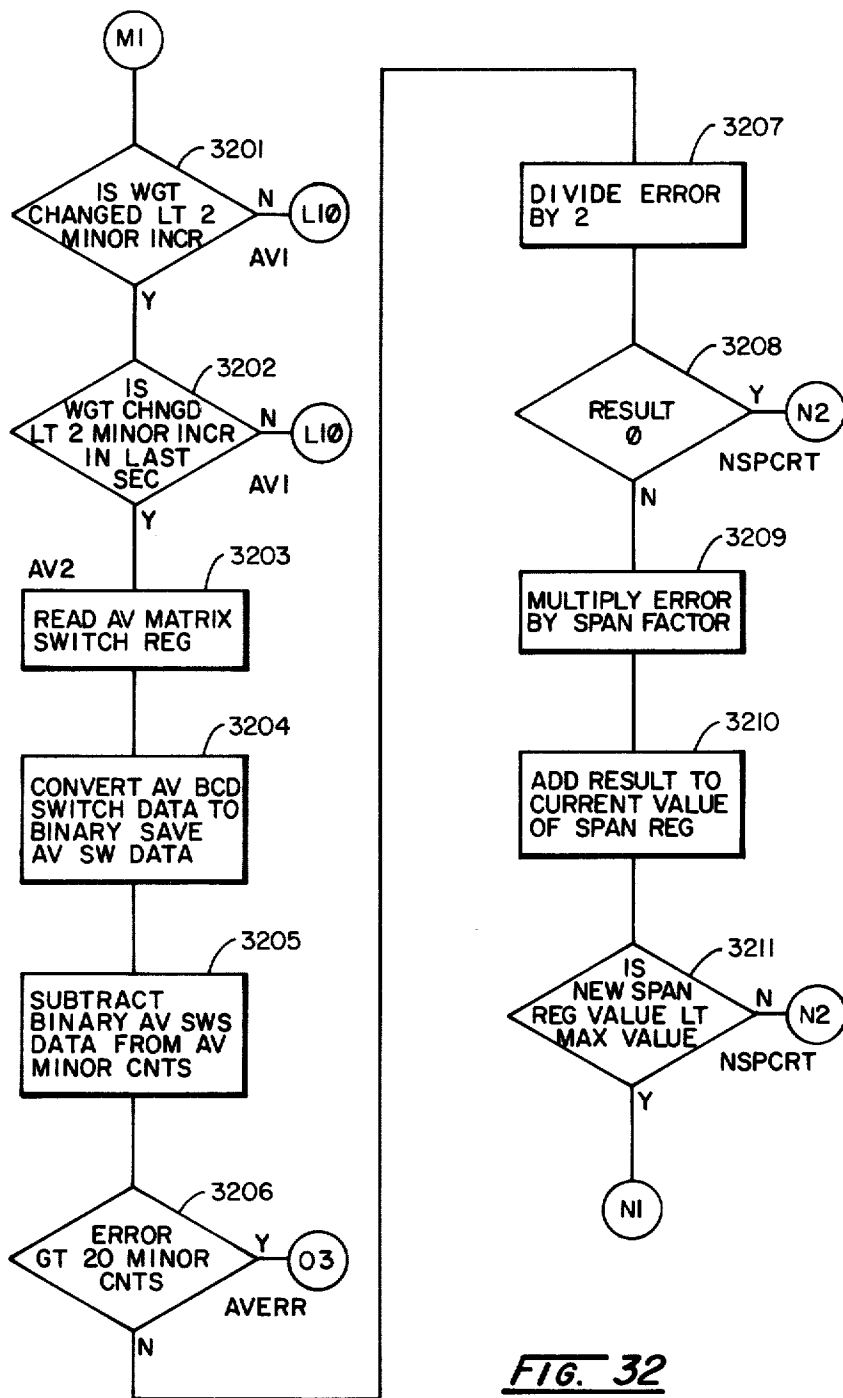 M1
3201
IS WGT
CHANGED LT 2
MINOR INCR
N
L1Ø
AV1
Y
3202
IS
WGT CHNGD
LT 2 MINOR INCR
IN LAST
SEC
N
L1Ø
AV1
Y
AV2
3203
READ AV MATRIX
SWITCH REG
3204
CONVERT AV BCD
SWITCH DATA TO
BINARY SAVE
AV SW DATA
3205
SUBTRACT
BINARY AV SWS
DATA FROM AV
MINOR CNTS
3206
ERROR
GT 20 MINOR
CNTS
Y
O3
AVERR
N
3207
DIVIDE ERROR
BY 2
3208
RESULT
Ø
Y
N2
NSPCRT
N
3209
MULTIPLY ERROR
BY SPAN FACTOR
3210
ADD RESULT TO
CURRENT VALUE
OF SPAN REG
3211
IS
NEW SPAN
REG VALUE LT
MAX VALUE
N
N2
NSPCRT
Y
N1
FIG. 32